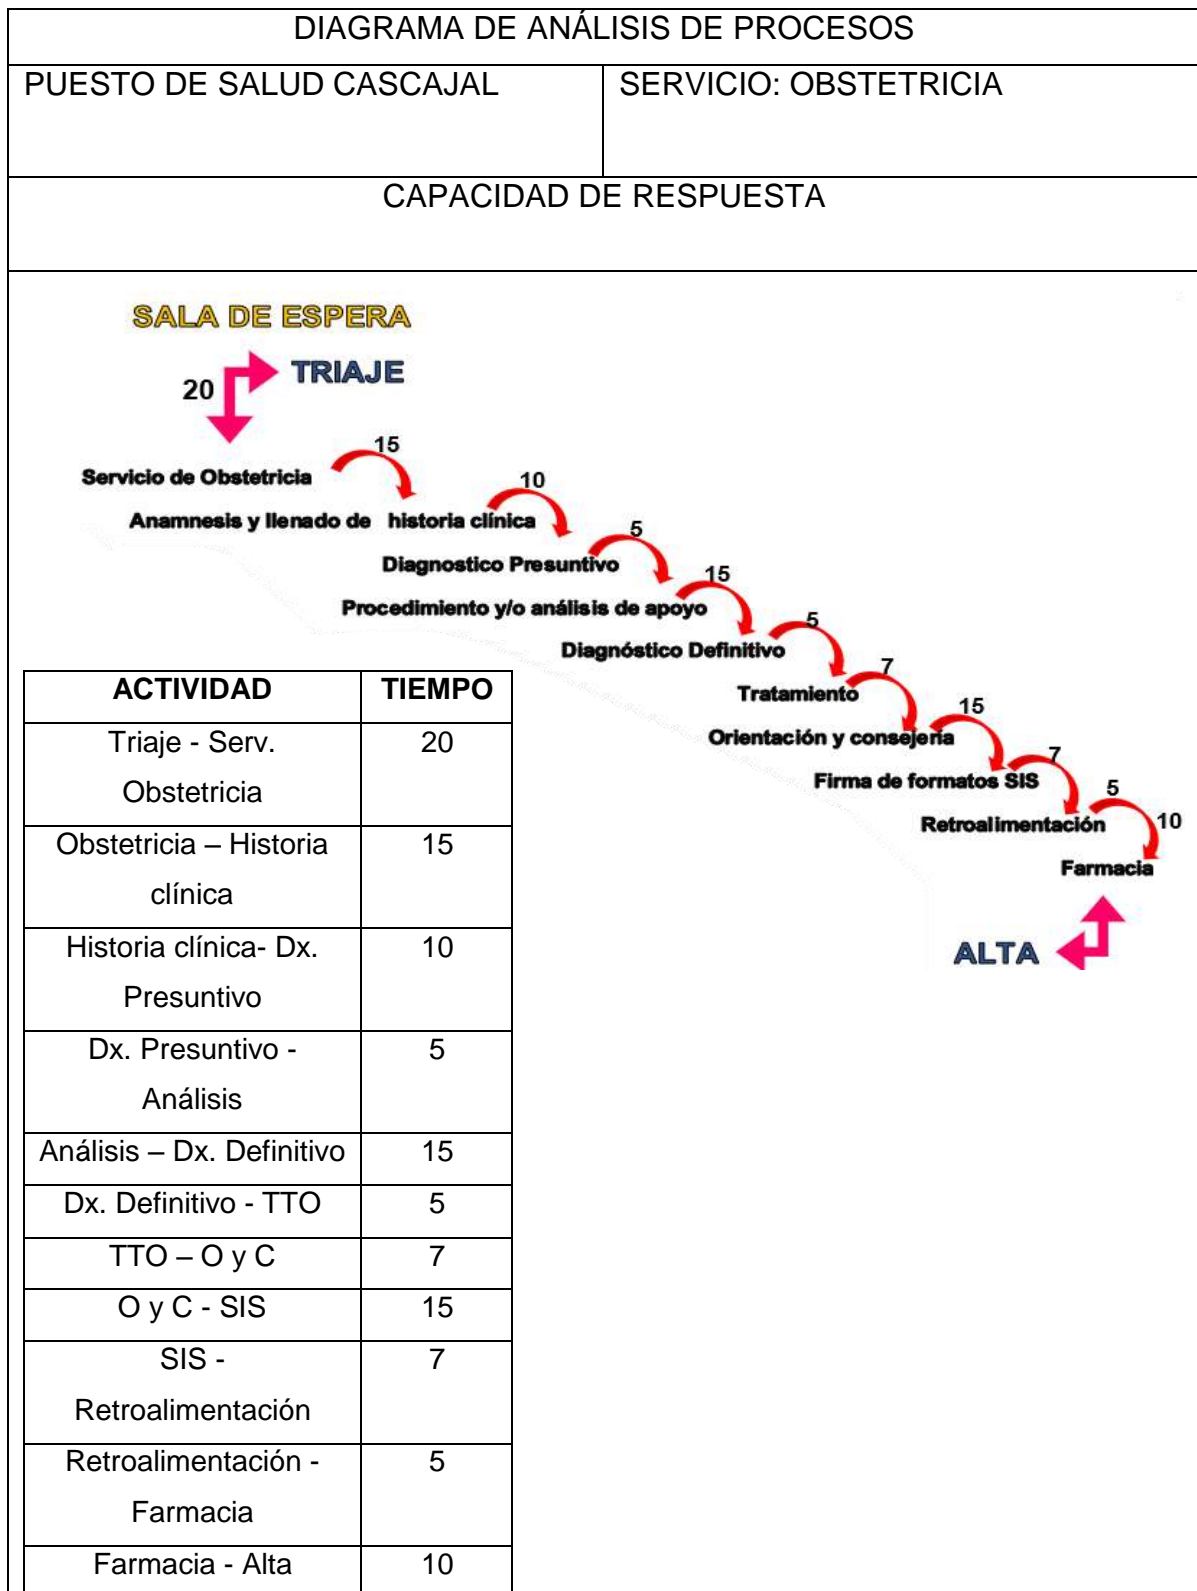 DIAGRAMA DE ANÁLISIS DE PROCESOS
PUESTO DE SALUD CASCAJAL
SERVICIO: OBSTETRICIA
CAPACIDAD DE RESPUESTA
SALA DE ESPERA
TRIAJE
20
15
Servicio de Obstetricia
10
Anamnesis y llenado de historia clínica
5
Diagnostico Presuntivo
15
Procedimiento y/o análisis de apoyo
5
Diagnóstico Definitivo
7
Tratamiento
15
Orientación y consejería
7
Firma de formatos SIS
5
Retroalimentación
10
Farmacia
ALTA
ACTIVIDAD TIEMPO
Triaje - Serv. 20
Obstetricia
Obstetricia – Historia 15
clínica
Historia clínica- Dx. 10
Presuntivo
Dx. Presuntivo - 5
Análisis
Análisis – Dx. Definitivo 15
Dx. Definitivo - TTO 5
TTO – O y C 7
O y C - SIS 15
SIS - 7
Retroalimentación
Retroalimentación - 5
Farmacia
Farmacia - Alta 10